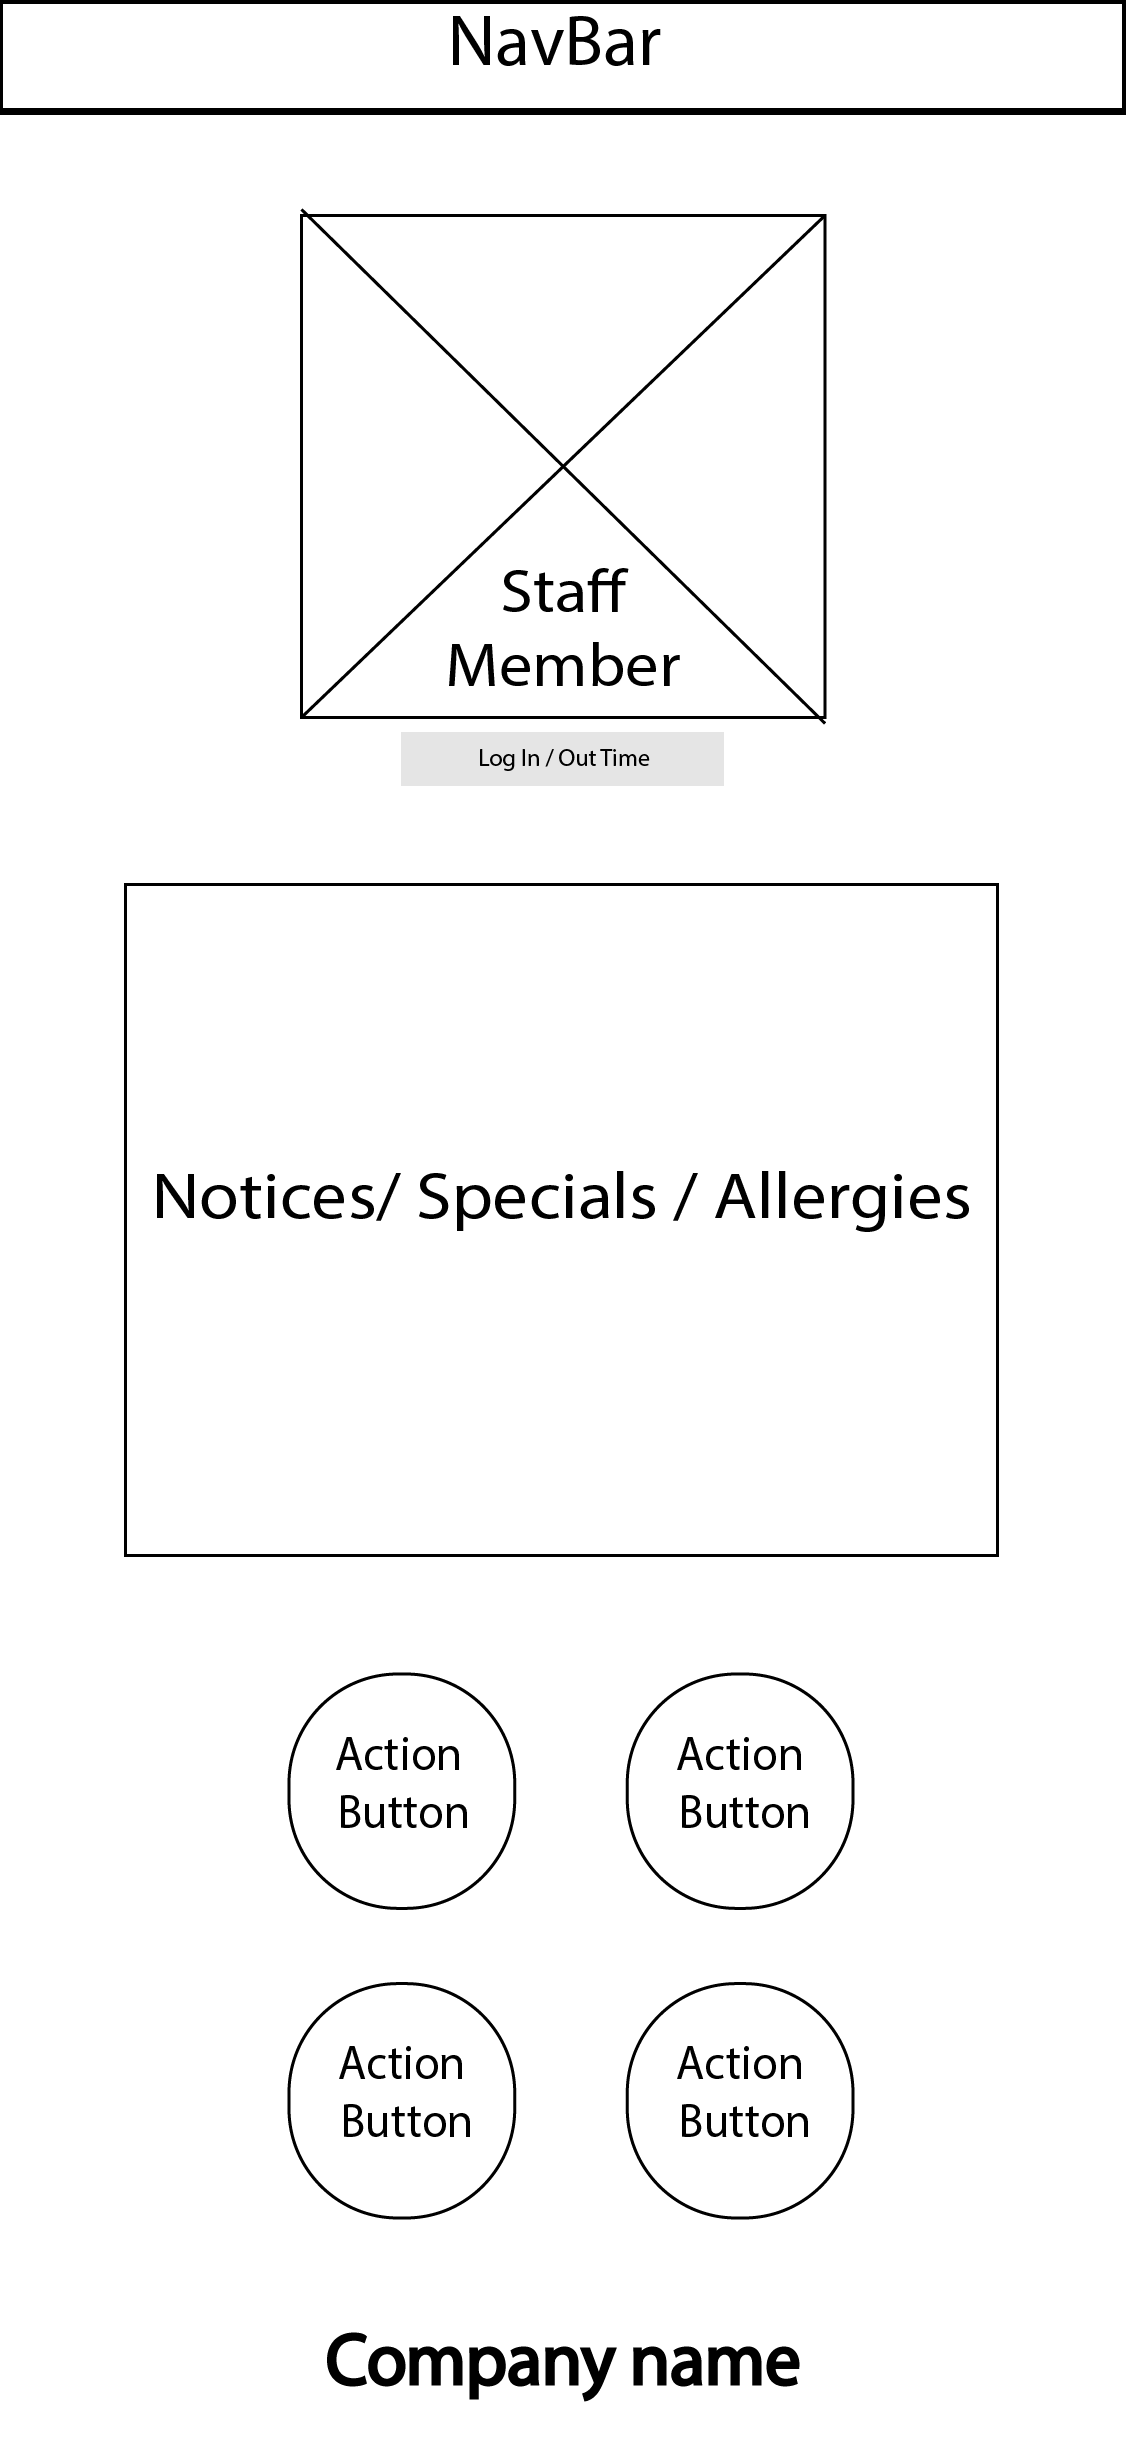 NavBar
Staff
Member
Log In / Out Time
Notices/ Specials / Allergies
Action
Button
Action
Button
Action
Button
Action
Button
Company name